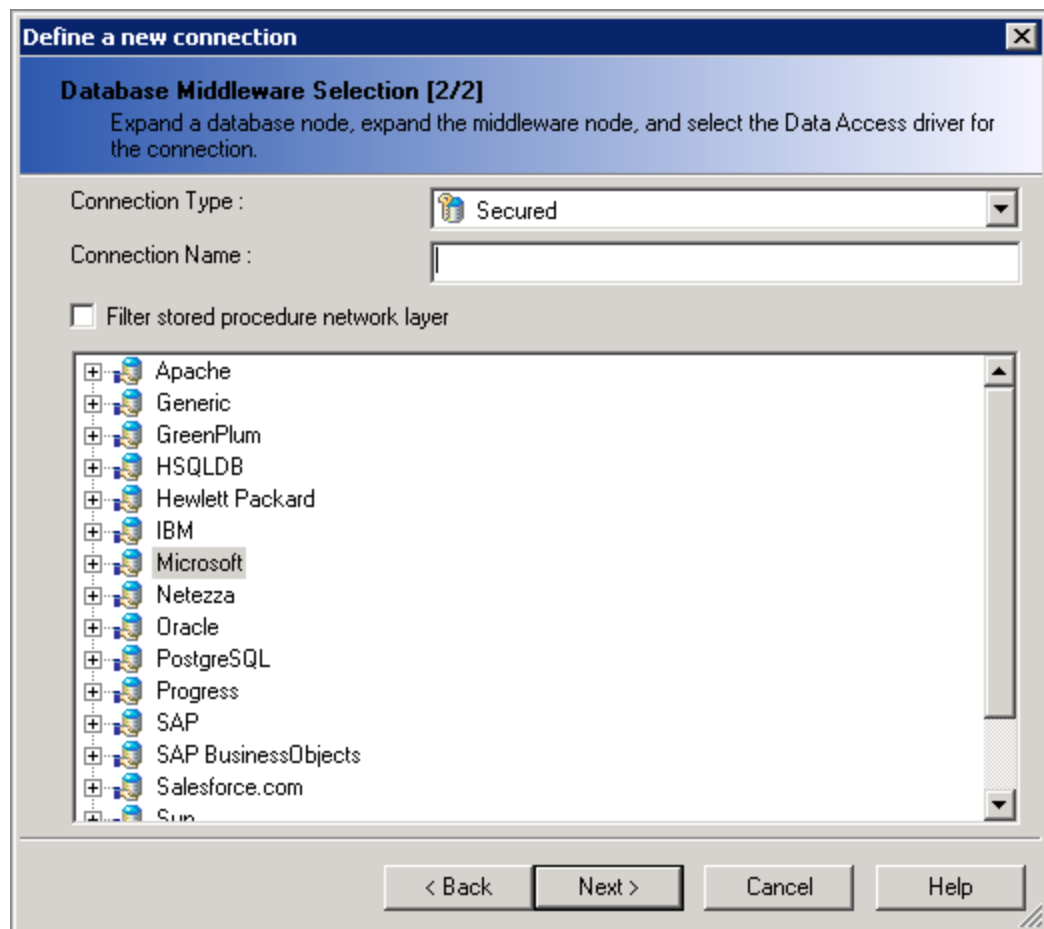 Define a new connection
Database Middleware Selection [2/2]
Expand a database node, expand the middleware node, and select the Data Access driver for
the connection.
Connection Type :
Secured
Connection Name :
Filter stored procedure network layer
Apache
Generic
GreenPlum
HSQLDB
Hewlett Packard
IBM
Microsoft
Netezza
Oracle
PostgreSQL
Progress
SAP
SAP BusinessObjects
Salesforce.com
Sun
< Back
Next >
Cancel
Help